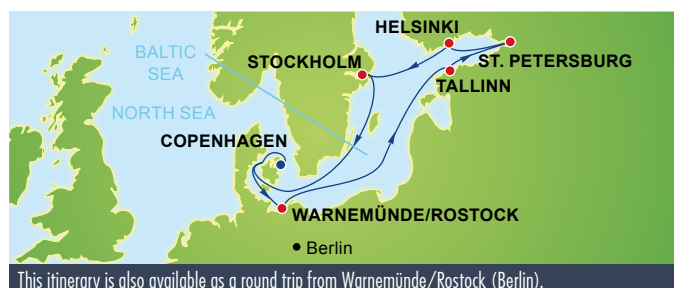 HELSINKI
BALTIC
SEA
STOCKHOLM
ST. PETERSBURG
TALLINN
NORTH SEA
COPENHAGEN
WARNEMÜNDE/ROSTOCK
Berlin
This itinerary is also available as a round trip from Warnemünde/Rostock (Berlin).